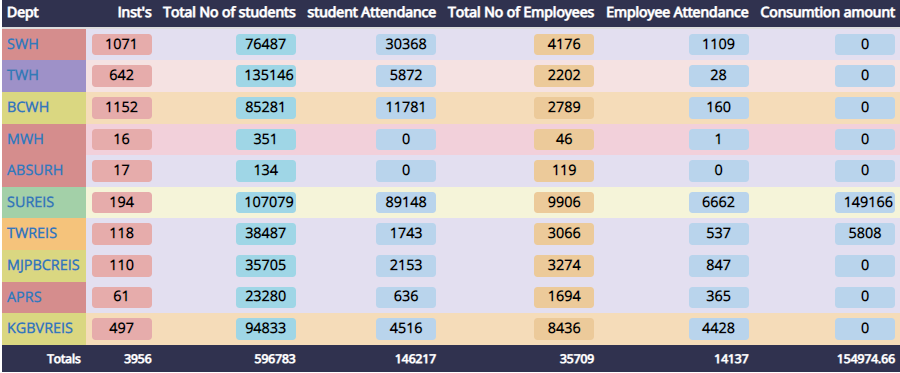 Dept Inst's Total No of students student Attendance Total No of Employees Employee Attendance Consumtion amount
SWH 1071 76487 30368 4176 1109 0
TWH 642 135146 5872 2202 28 0
BCWH 1152 85281 11781 2789 160 0
MWH 16 351 0 46 1 0
ABSURH 17 134 0 119 0 0
SUREIS 194 107079 89148 9906 6662 149166
TWREIS 118 38487 1743 3066 537 5808
MJPBCREIS 110 35705 2153 3274 847 0
APRS 61 23280 636 1694 365 0
KGBVREIS 497 94833 4516 8436 4428 0
Totals 3956 596783 146217 35709 14137 154974.66